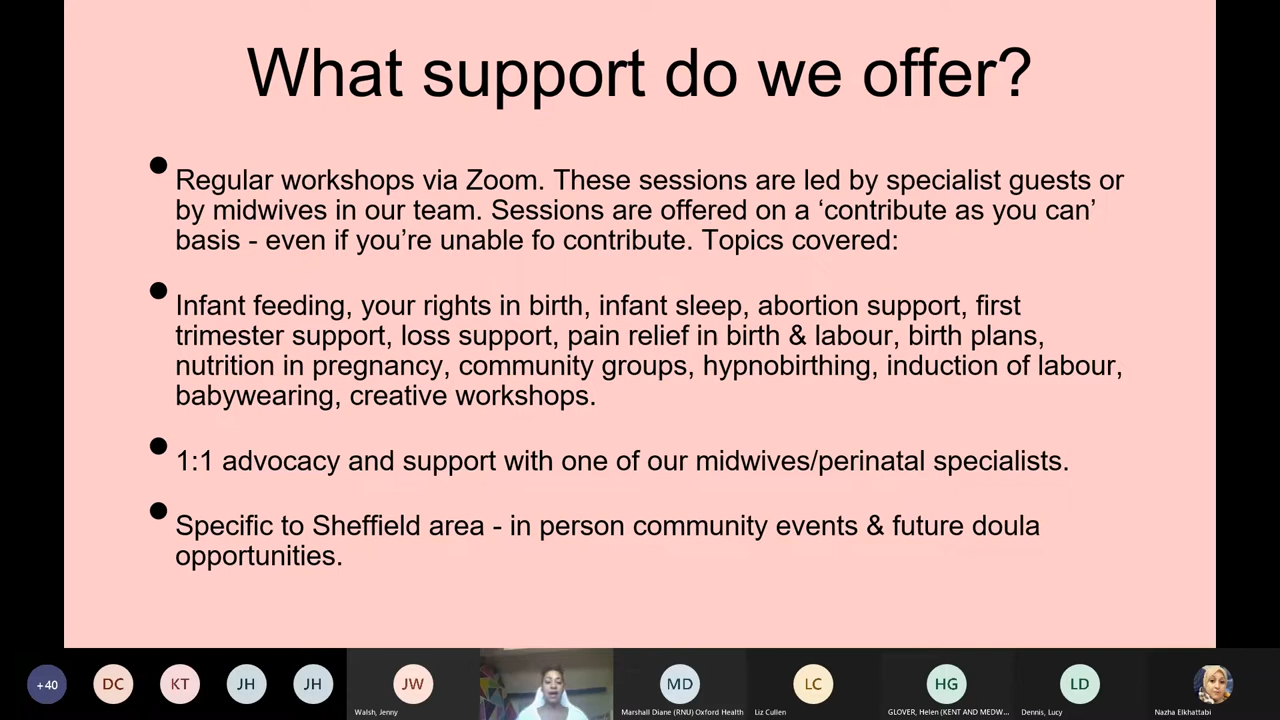 What support do we offer?
Regular workshops via Zoom. These sessions are led by specialist guests or
by midwives in our team. Sessions are offered on a ‘contribute as you can’
basis - even if you’re unable fo contribute. Topics covered:
Infant feeding, your rights in birth, infant sleep, abortion support, first
trimester support, loss support, pain relief in birth & labour, birth plans,
nutrition in pregnancy, community groups, hypnobirthing, induction of labour,
babywearing, creative workshops.
1:1 advocacy and support with one of our midwives/perinatal specialists.
Specific to Sheffield area - in person community events & future doula
opportunities.
+40 DC KT JH JH JW MD LC HG LD
Walsh, Jenny Marshall Diane (RNU) Oxford Health Liz Cullen GLOVER, Helen (KENT AND MEDW... Dennis, Lucy Nazha Elkhattabi